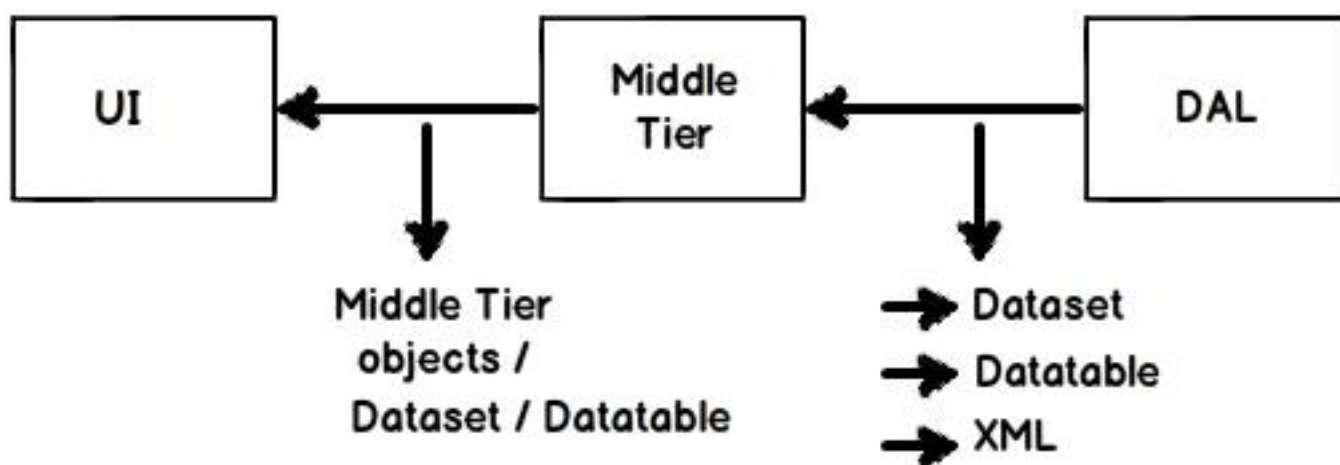 UI
Middle
Tier
DAL
Middle Tier
objects /
Dataset / Datatable
Dataset
Datatable
XML